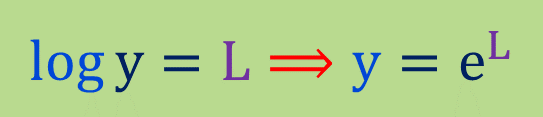 log y = L ⟹ y = e^L